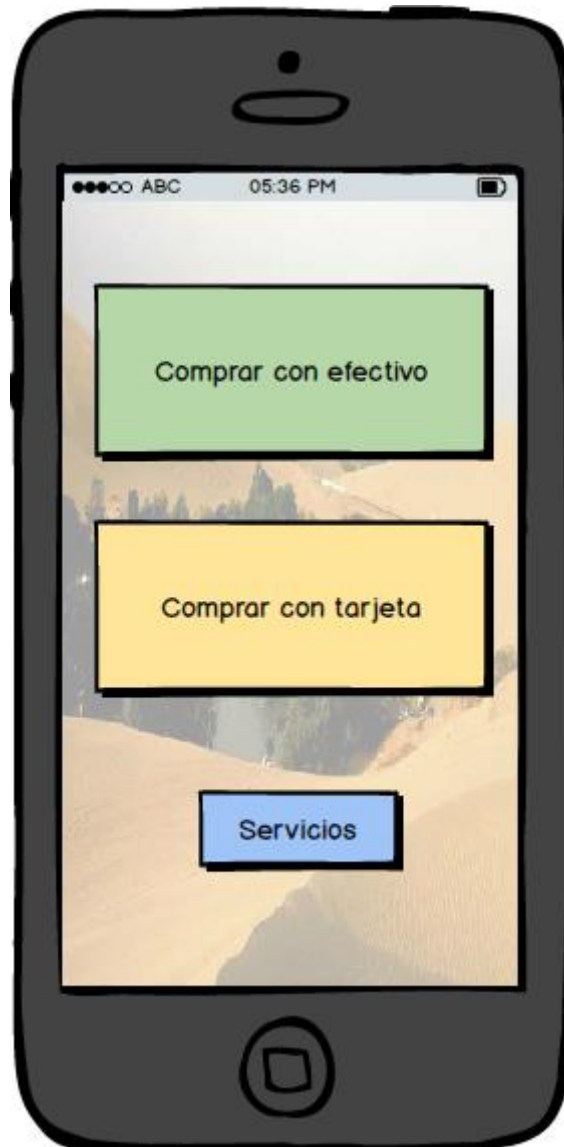 ABC 05:36 PM
Comprar con efectivo
Comprar con tarjeta
Servicios